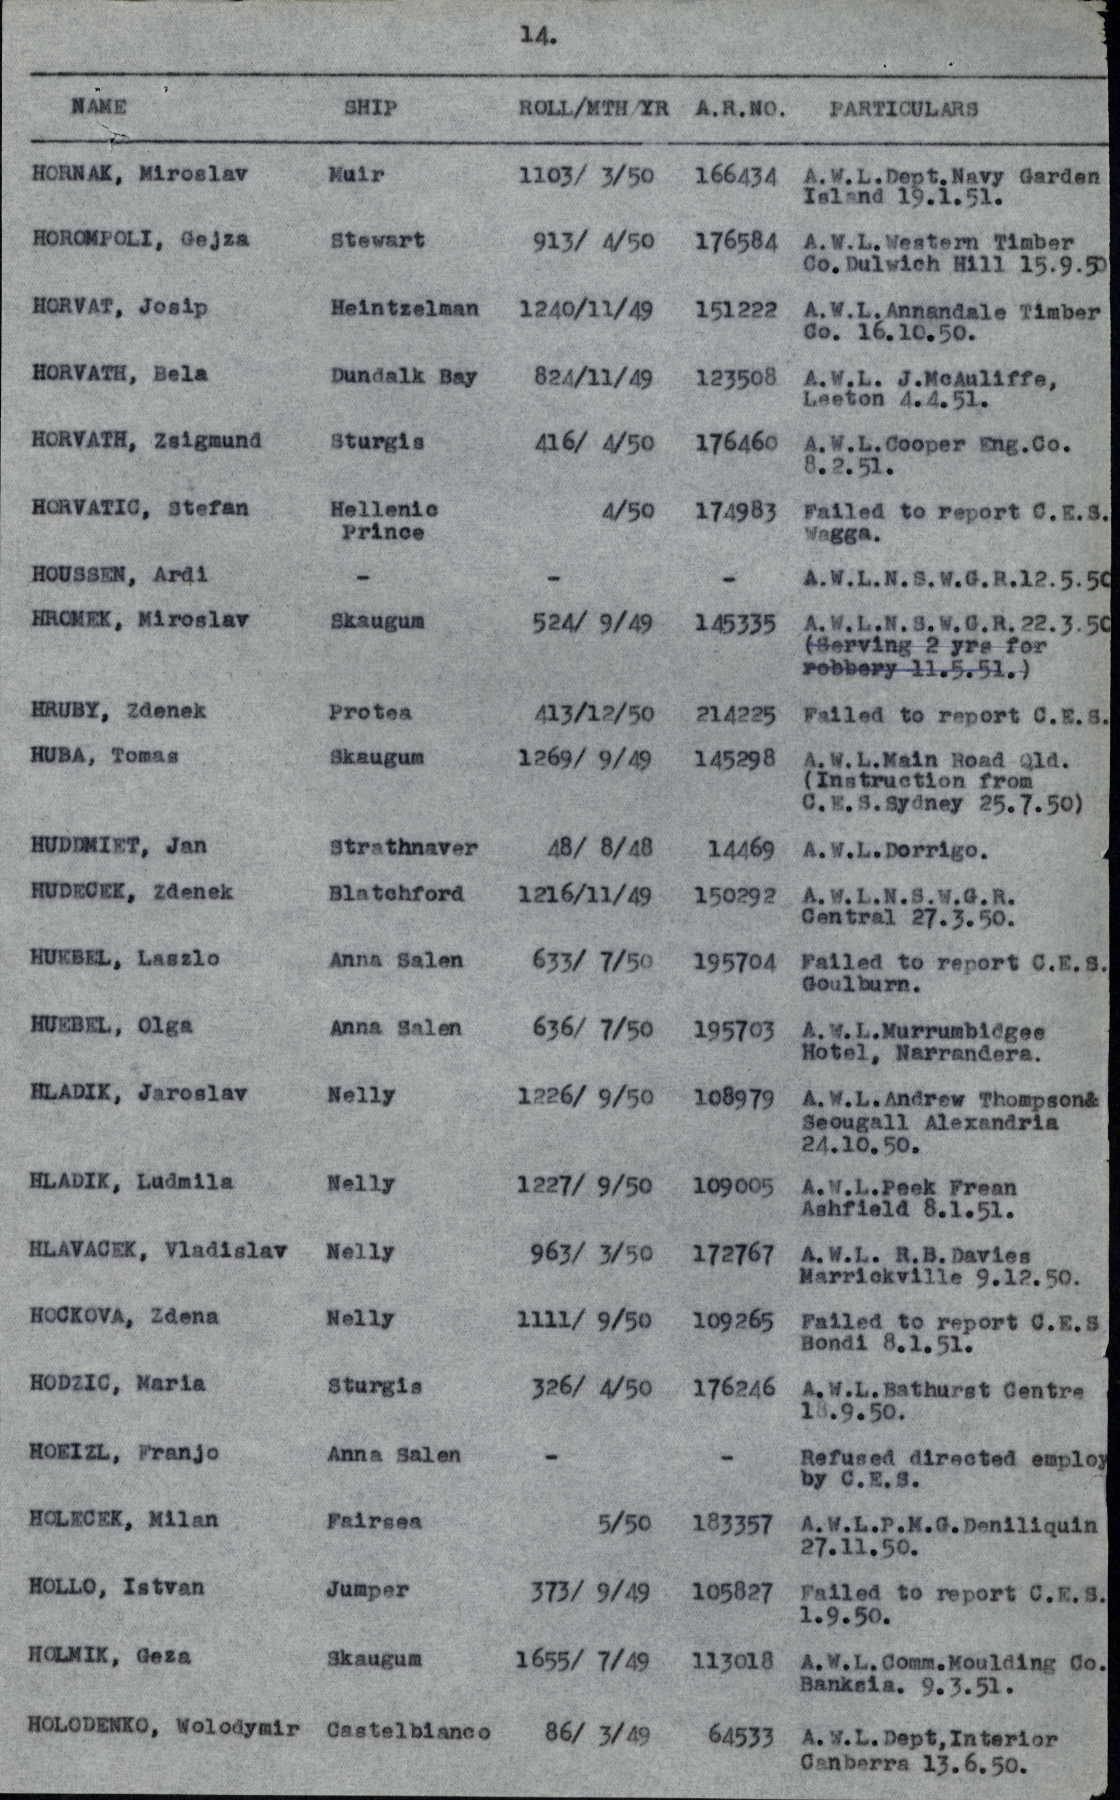 14.
NAME SHIP ROLL/MTH/YR A.R.NO. PARTICULARS
HORNAK, Miroslav Muir 1103/ 3/50 166434 A.W.L.Dept.Navy Garden
Island 19.1.51.
HOROMPOLI, Gejza Stewart 913/ 4/50 176584 A.W.L.Western Timber
Co.Dulwich Hill 15.9.50
HORVAT, Josip Heintzelman 1240/11/49 151222 A.W.L.Annandale Timber
Co. 16.10.50.
HORVATH, Bela Dundalk Bay 824/11/49 123508 A.W.L. J.McAuliffe,
Leeton 4.4.51.
HORVATH, Zsigmund Sturgis 416/ 4/50 176460 A.W.L.Cooper Eng.Co.
8.2.51.
HORVATIC, Stefan Hellenic 4/50 174983 Failed to report C.E.S.
Prince Wagga.
HOUSSEN, Ardi - - - A.W.L.N.S.W.G.R.12.5.50
HROMEK, Miroslav Skaugum 524/ 9/49 145335 A.W.L.N.S.W.G.R.22.3.50
(Serving 2 yrs for
robbery 11.5.51.)
HRUBY, Zdenek Protea 413/12/50 214225 Failed to report C.E.S.
HUBA, Tomas Skaugum 1269/ 9/49 145298 A.W.L.Main Road Qld.
(Instruction from
C.E.S.Sydney 25.7.50)
HUDDMIET, Jan Strathnaver 48/ 8/48 14469 A.W.L.Dorrigo.
HUDECEK, Zdenek Blatchford 1216/11/49 150292 A.W.L.N.S.W.G.R.
Central 27.3.50.
HUEBEL, Laszlo Anna Salen 633/ 7/50 195704 Failed to report C.E.S.
Goulburn.
HUEBEL, Olga Anna Salen 636/ 7/50 195703 A.W.L.Murrumbidgee
Hotel, Narrandera.
HLADIK, Jaroslav Nelly 1226/ 9/50 108979 A.W.L.Andrew Thompson&
Seougall Alexandria
24.10.50.
HLADIK, Ludmila Nelly 1227/ 9/50 109005 A.W.L.Peek Frean
Ashfield 8.1.51.
HLAVACEK, Vladislav Nelly 963/ 3/50 172767 A.W.L. R.B.Davies
Marrickville 9.12.50.
HOCKOVA, Zdena Nelly 1111/ 9/50 109265 Failed to report C.E.S
Bondi 8.1.51.
HODZIC, Maria Sturgis 326/ 4/50 176246 A.W.L.Bathurst Centre
18.9.50.
HOEIZL, Franjo Anna Salen - - Refused directed employ
by C.E.S.
HOLECEK, Milan Fairsea 5/50 183357 A.W.L.P.M.G.Deniliquin
27.11.50.
HOLLO, Istvan Jumper 373/ 9/49 105827 Failed to report C.E.S.
1.9.50.
HOLMIK, Geza Skaugum 1655/ 7/49 113018 A.W.L.Comm.Moulding Co.
Banksia. 9.3.51.
HOLODENKO, Wolodymir Castelbianco 86/ 3/49 64533 A.W.L.Dept,Interior
Canberra 13.6.50.